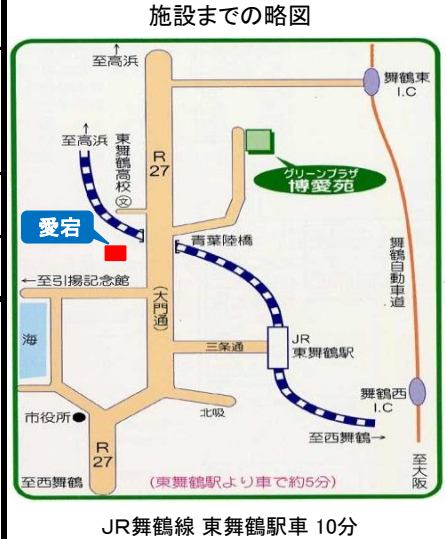 施設までの略図
至高浜
舞鶴東
I.C
至高浜
東舞鶴高校
文
R
27
グリーンプラザ
博愛苑
愛宕
青葉陸橋
←至引揚記念館
舞鶴自動車道
(大門通)
海
三条通
JR
東舞鶴駅
舞鶴西
I.C
北吸
市役所
至西舞鶴→
R
27
至西舞鶴
(東舞鶴駅より車で約5分)
至大阪
JR舞鶴線 東舞鶴駅車 10分